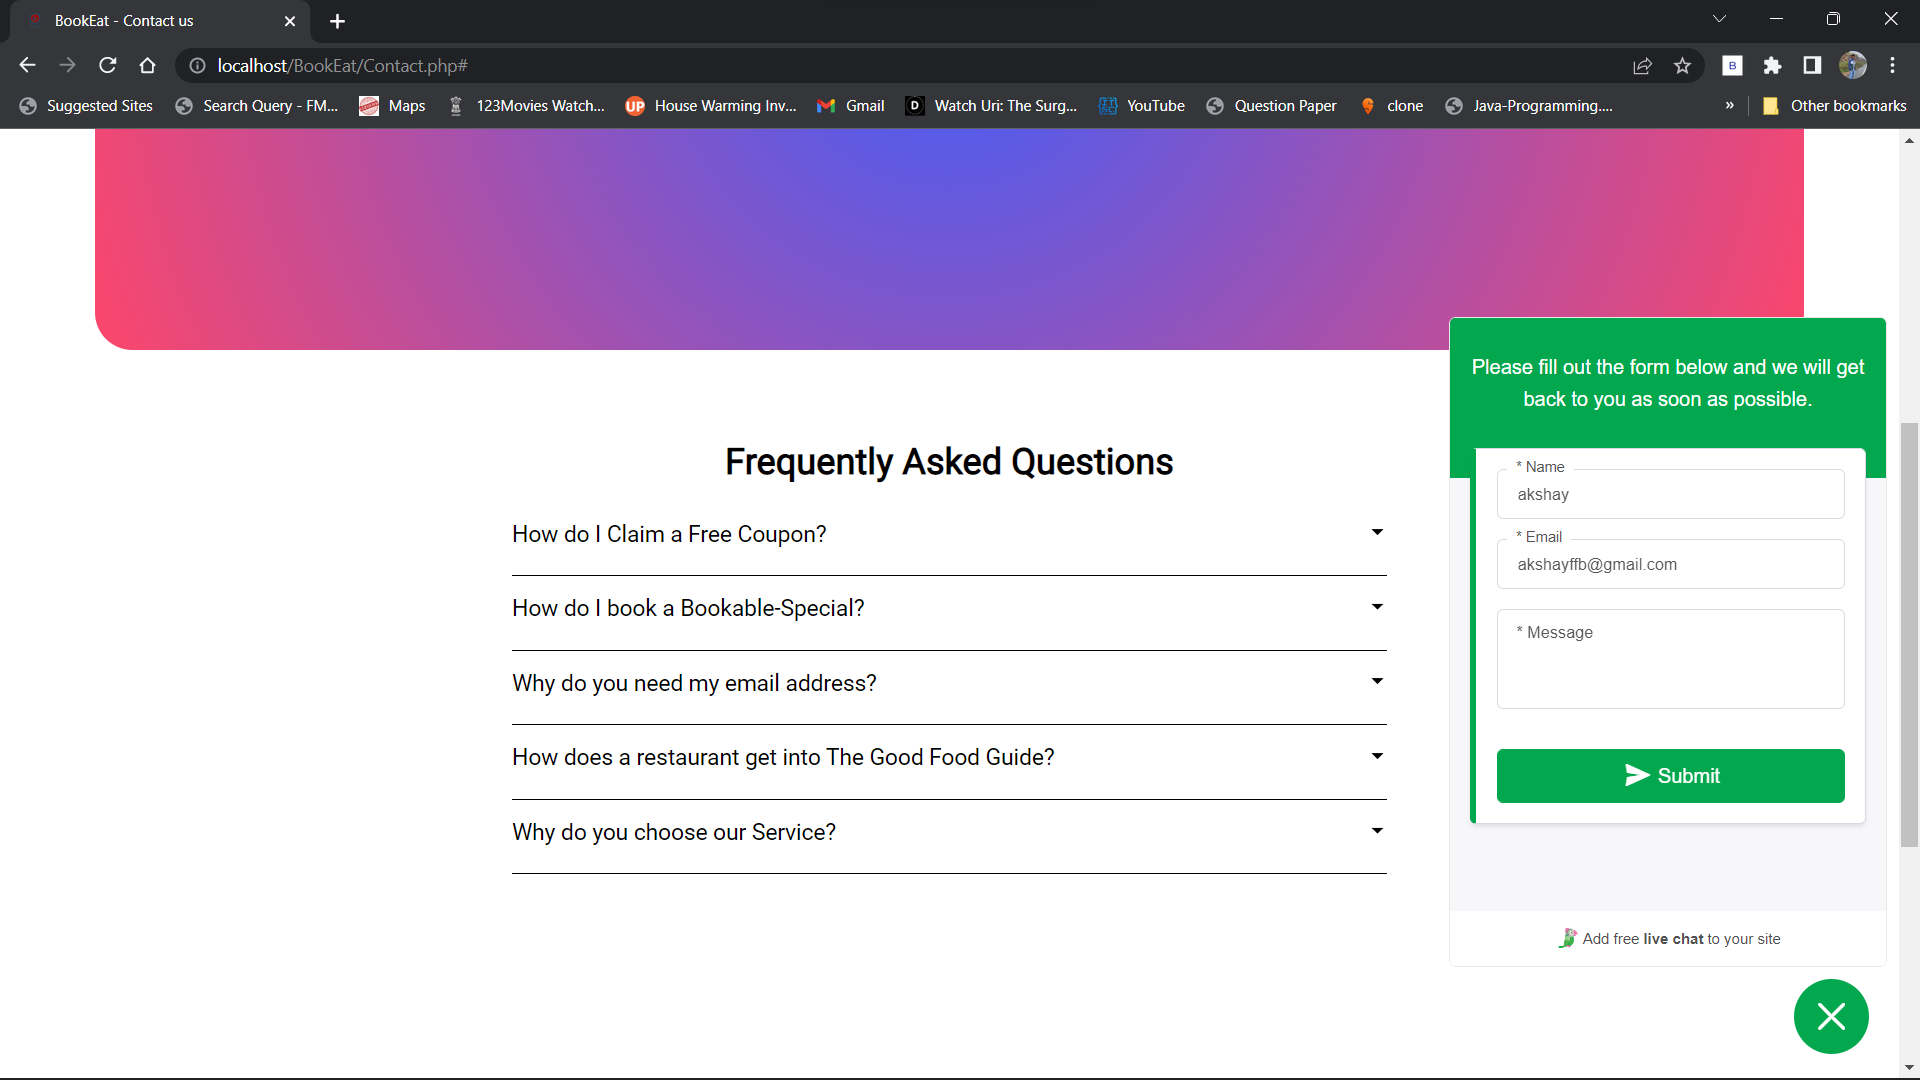 BookEat - Contact us
localhost/BookEat/Contact.php#
B
Suggested Sites
Search Query - FM...
Maps
123Movies Watch...
UP House Warming Inv...
Gmail
D Watch Uri: The Surg...
YouTube
Question Paper
clone
Java-Programming....
»
Other bookmarks
Please fill out the form below and we will get
back to you as soon as possible.
* Name
akshay
* Email
akshayffb@gmail.com
* Message
Submit
Add free live chat to your site
Frequently Asked Questions
How do I Claim a Free Coupon?
How do I book a Bookable-Special?
Why do you need my email address?
How does a restaurant get into The Good Food Guide?
Why do you choose our Service?